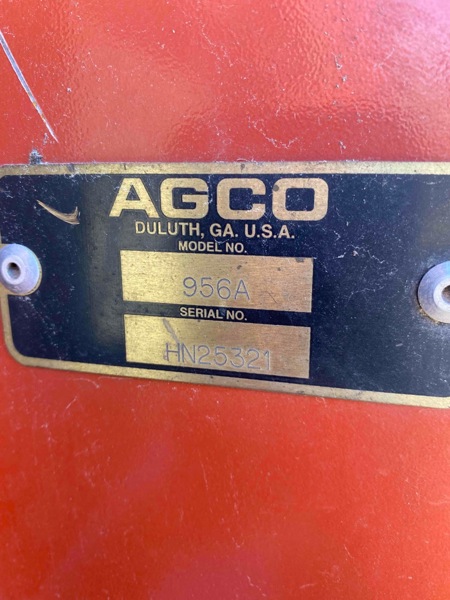 AGCO
DULUTH, GA. U.S.A.
MODEL NO.
956A
SERIAL NO.
HN25321